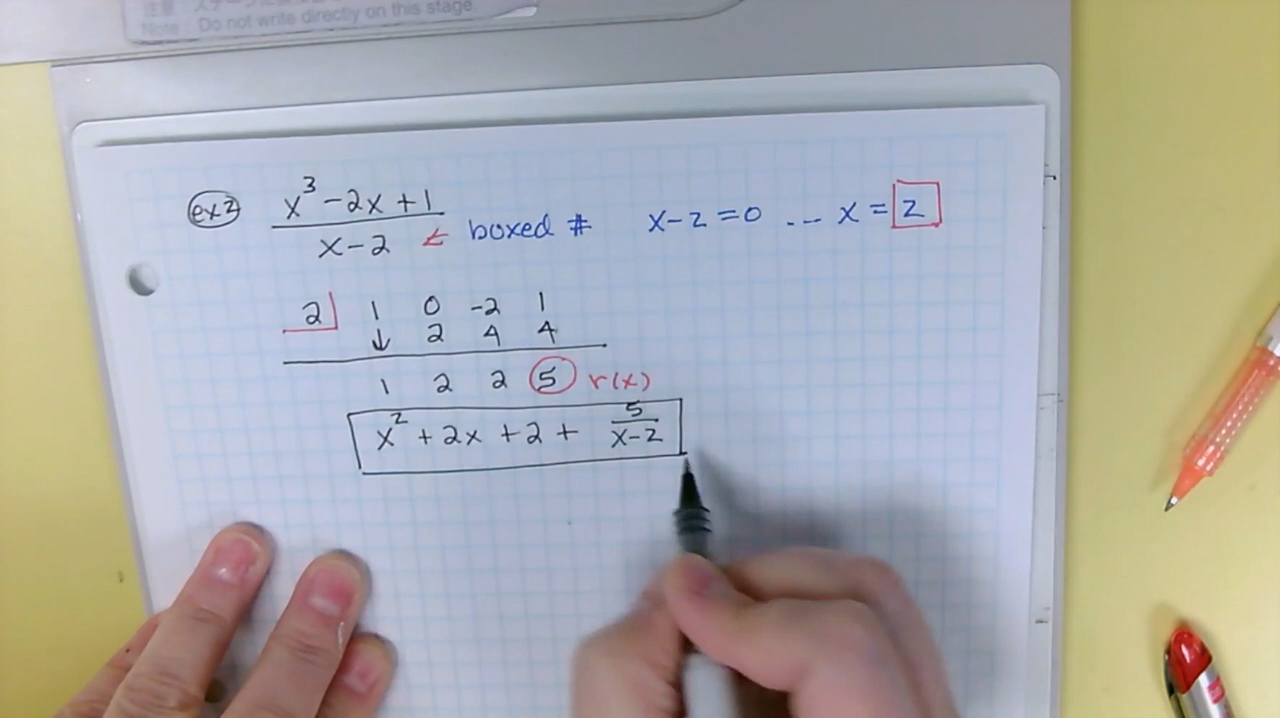 Note : Do not write directly on this stage.
ex2 x³ - 2x + 1
x - 2 ← boxed # x - 2 = 0 ... x = 2
2 1 0 -2 1
↓ 2 4 4
1 2 2 5 r(x)
x² + 2x + 2 + 5/(x - 2)